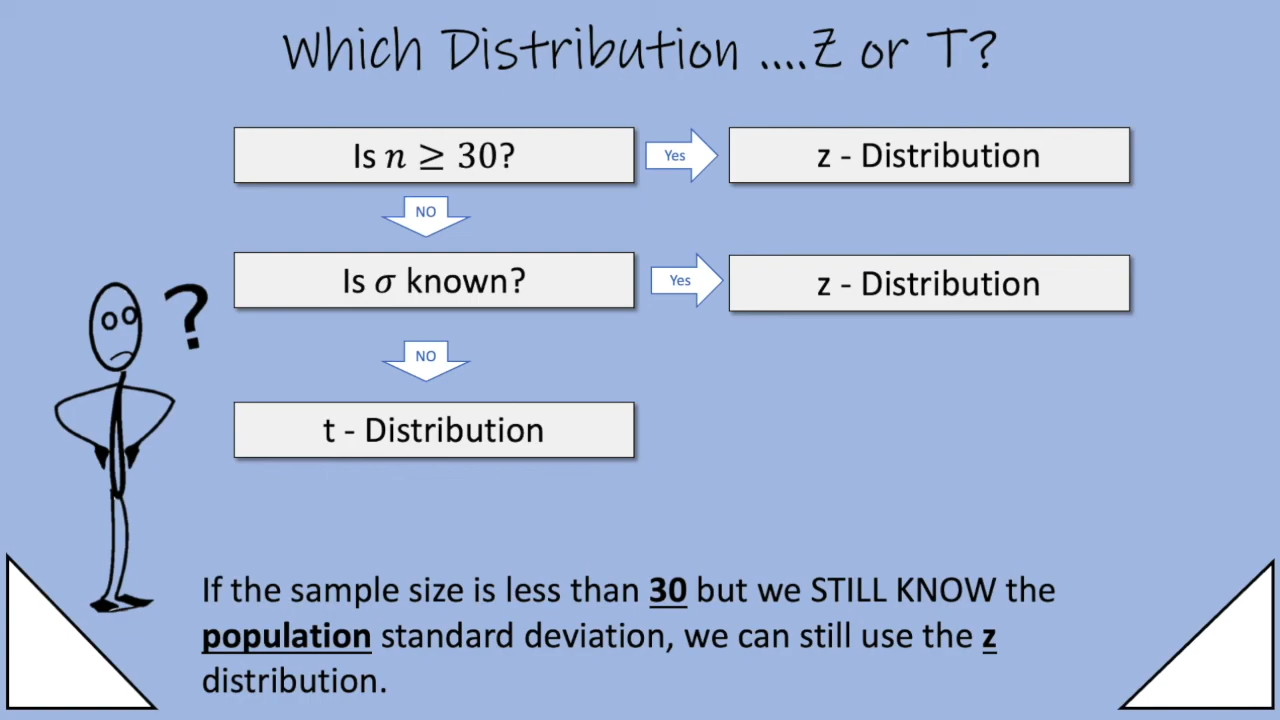 Which Distribution ....Z or T?
Is n ≥ 30?
Yes
z - Distribution
NO
Is σ known?
Yes
z - Distribution
?
NO
t - Distribution
If the sample size is less than 30 but we STILL KNOW the
population standard deviation, we can still use the z
distribution.